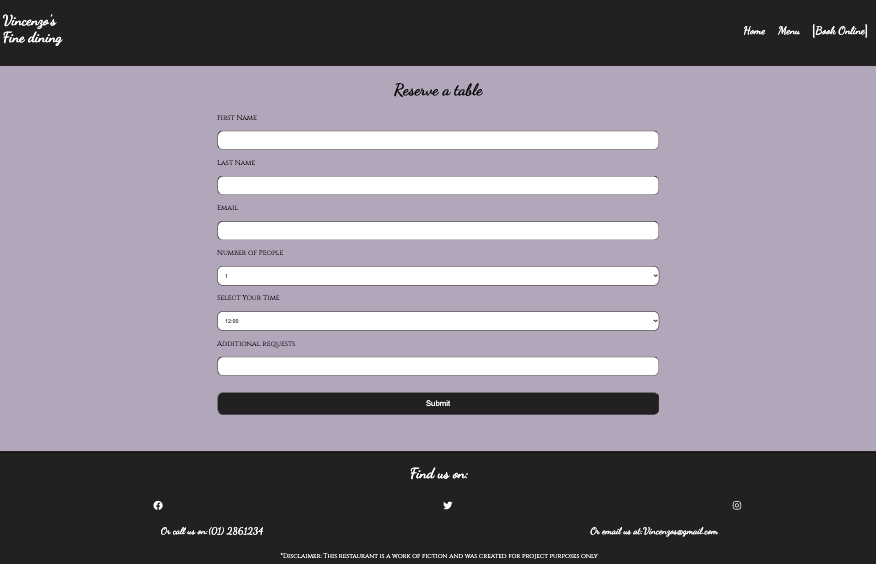 Vincenzo's
Fine dining
Home Menu |Book Online|
Reserve a table
First Name
Last Name
Email
Number of People
1
Select Your Time
12:00
Additional requests
Submit
Find us on:
Or call us on:(01) 2861234 Or email us at:Vincenzos@gmail.com
*Disclaimer: This restaurant is a work of fiction and was created for project purposes only